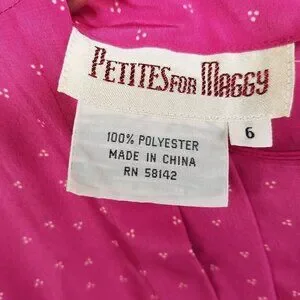 PETITES FOR MAGGY
6
100% POLYESTER
MADE IN CHINA
RN 58142